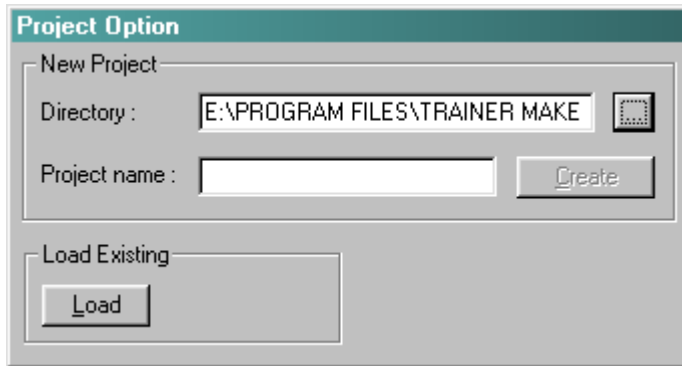 Project Option
New Project
Directory : E:\PROGRAM FILES\TRAINER MAKE ...
Project name : Create
Load Existing
Load